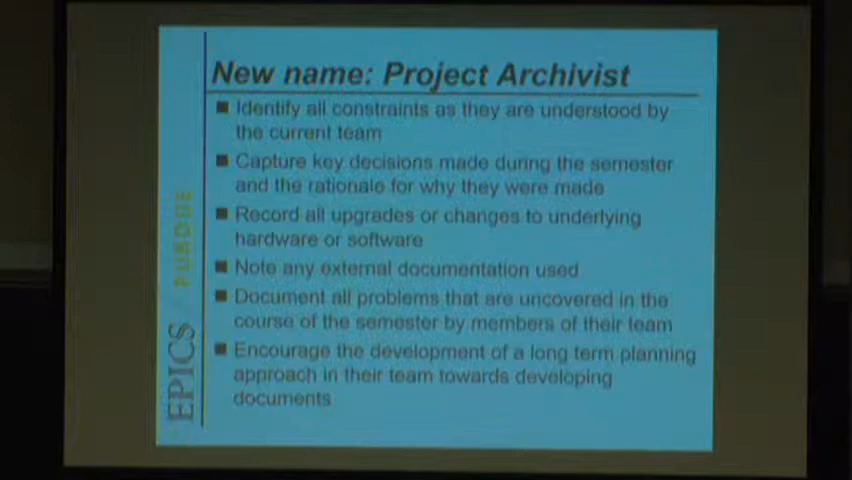 New name: Project Archivist
Identify all constraints as they are understood by
the current team
Capture key decisions made during the semester
and the rationale for why they were made
Record all upgrades or changes to underlying
hardware or software
Note any external documentation used
Document all problems that are uncovered in the
course of the semester by members of their team
Encourage the development of a long term planning
approach in their team towards developing
documents
EPICS
PURDUE